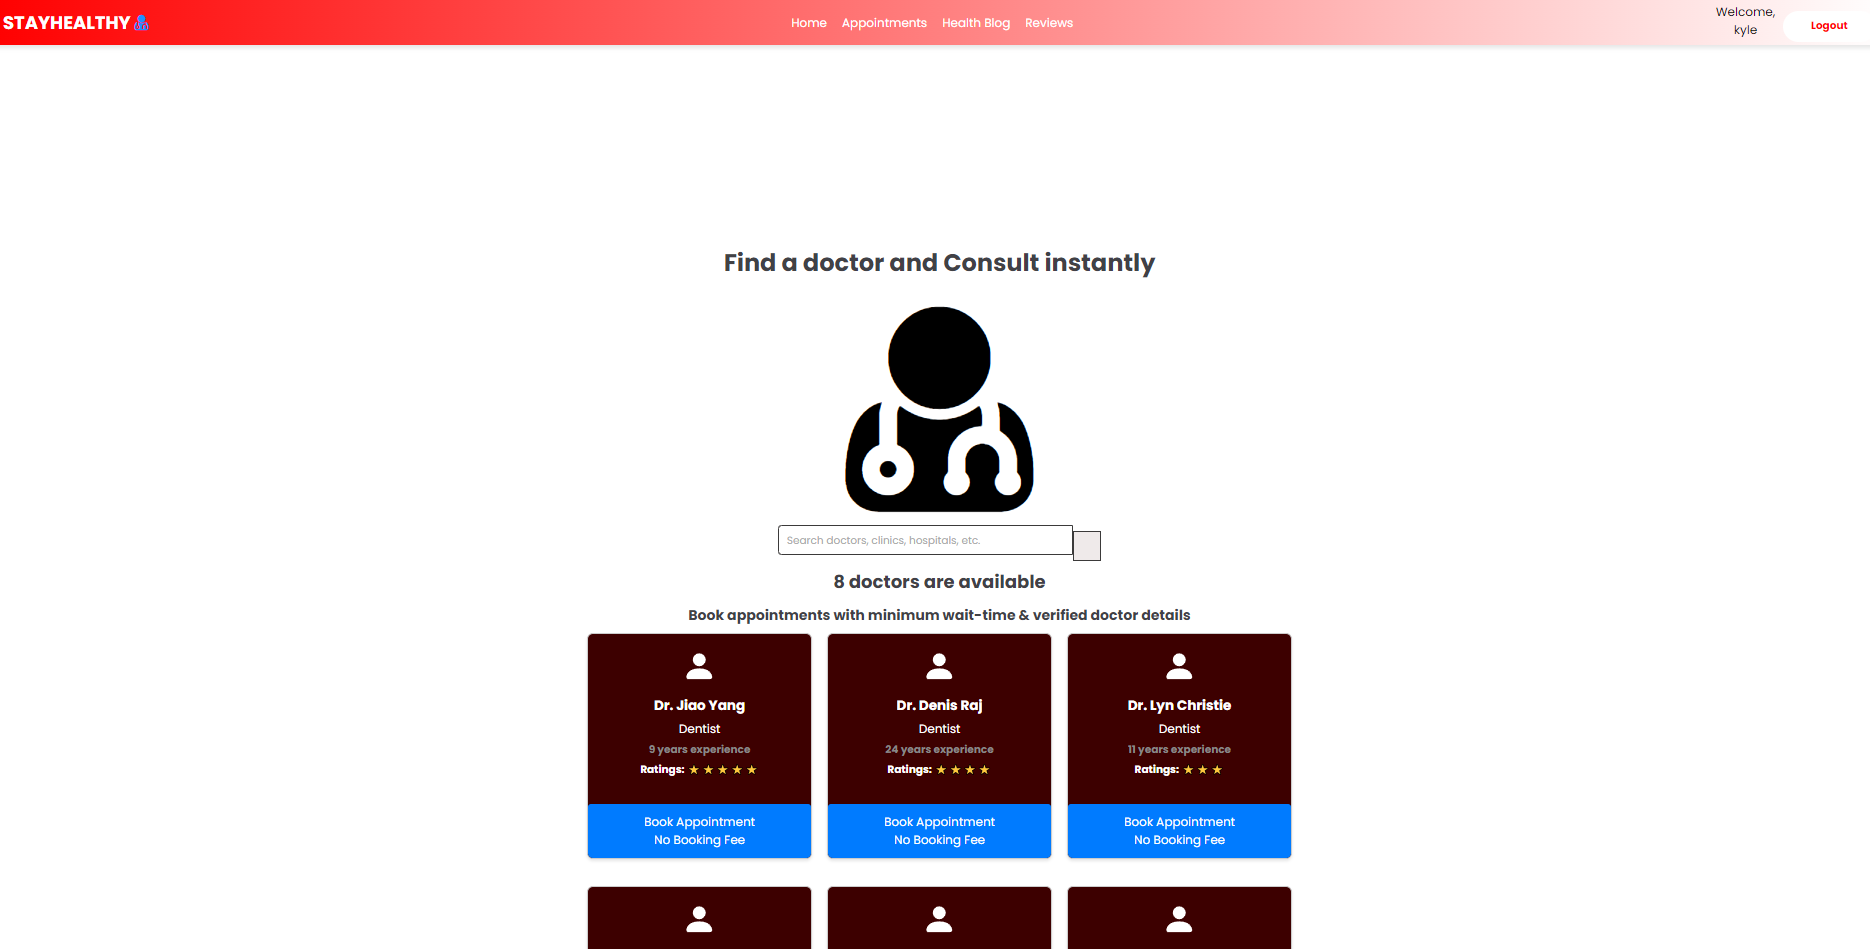 STAYHEALTHY
Home Appointments Health Blog Reviews
Welcome,
kyle
Logout
Find a doctor and Consult instantly
Search doctors, clinics, hospitals, etc.
8 doctors are available
Book appointments with minimum wait-time & verified doctor details
Dr. Jiao Yang
Dentist
9 years experience
Ratings: ★ ★ ★ ★ ★
Book Appointment
No Booking Fee
Dr. Denis Raj
Dentist
24 years experience
Ratings: ★ ★ ★ ★
Book Appointment
No Booking Fee
Dr. Lyn Christie
Dentist
11 years experience
Ratings: ★ ★ ★
Book Appointment
No Booking Fee